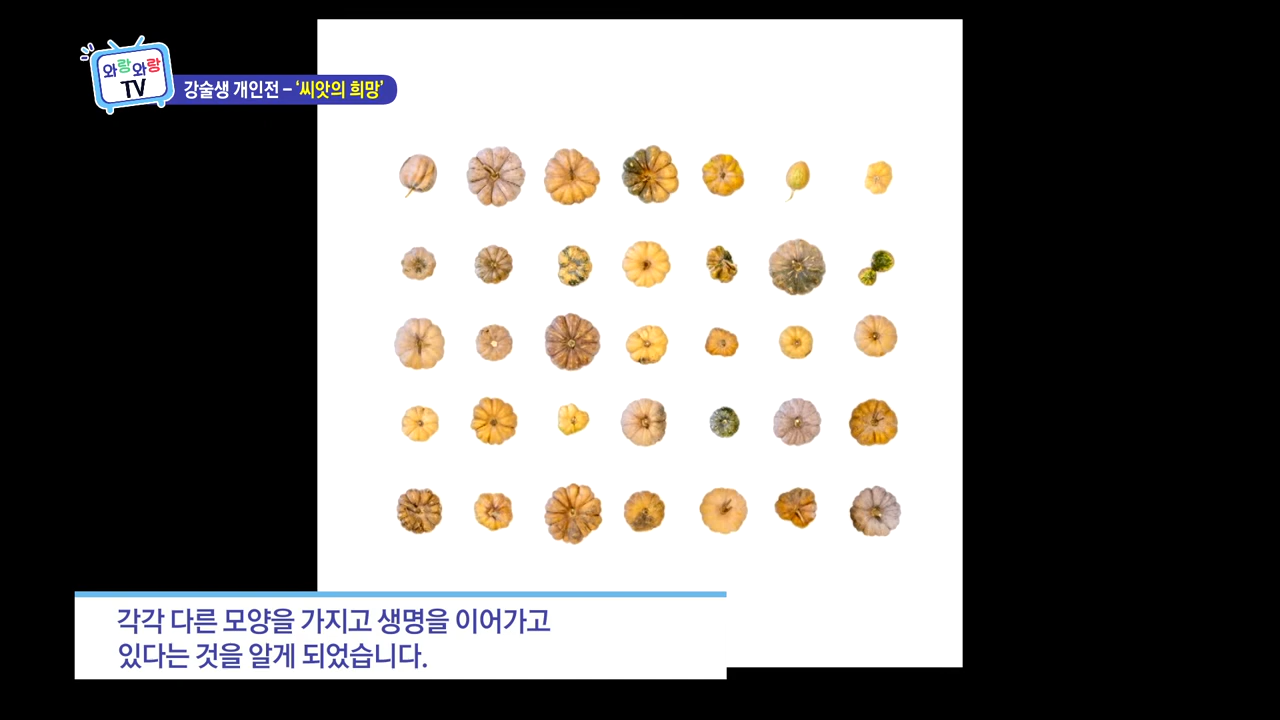 와랑와랑
TV
강술생 개인전 – ‘씨앗의 희망’
각각 다른 모양을 가지고 생명을 이어가고
있다는 것을 알게 되었습니다.